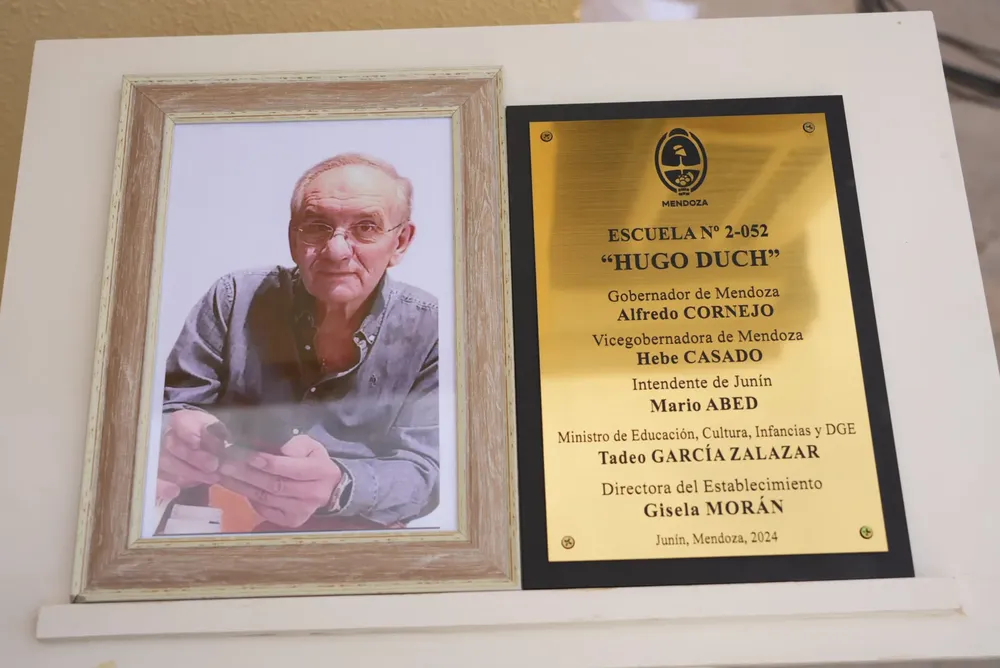 MENDOZA
ESCUELA Nº 2-052
“HUGO DUCH”
Gobernador de Mendoza
Alfredo CORNEJO
Vicegobernadora de Mendoza
Hebe CASADO
Intendente de Junín
Mario ABED
Ministro de Educación, Cultura, Infancias y DGE
Tadeo GARCÍA ZALAZAR
Directora del Establecimiento
Gisela MORÁN
Junín, Mendoza, 2024